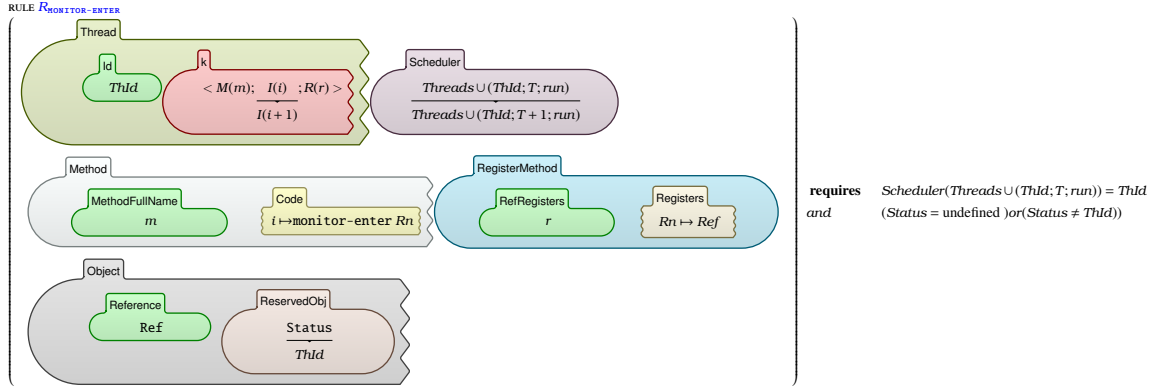 RULE R_MONITOR-ENTER
Thread
Id
ThId
k
< M(m); I(i) ; R(r) >
I(i+1)
Scheduler
Threads ∪ (ThId; T; run)
Threads ∪ (ThId; T+1; run)
Method
MethodFullName
m
Code
i ↦ monitor-enter Rn
RegisterMethod
RefRegisters
r
Registers
Rn ↦ Ref
requires Scheduler(Threads ∪ (ThId; T; run)) = ThId
and (Status = undefined )or(Status ≠ ThId))
Object
Reference
Ref
ReservedObj
Status
ThId